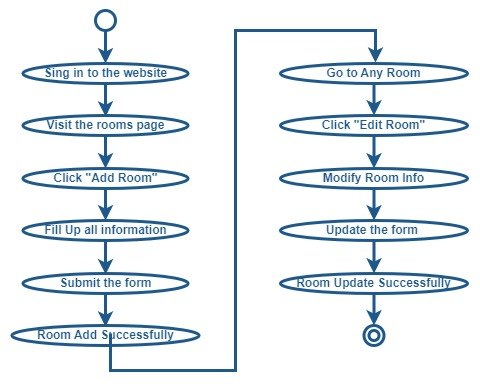 Sing in to the website
Visit the rooms page
Click "Add Room"
Fill Up all information
Submit the form
Room Add Successfully
Go to Any Room
Click "Edit Room"
Modify Room Info
Update the form
Room Update Successfully